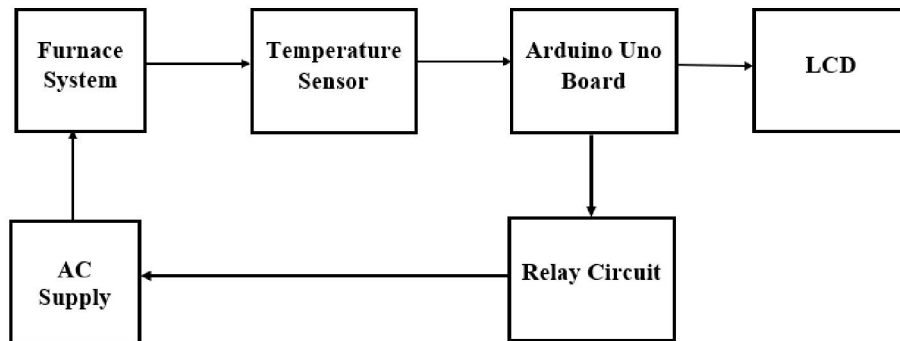 Furnace
System
Temperature
Sensor
Arduino Uno
Board
LCD
AC
Supply
Relay Circuit